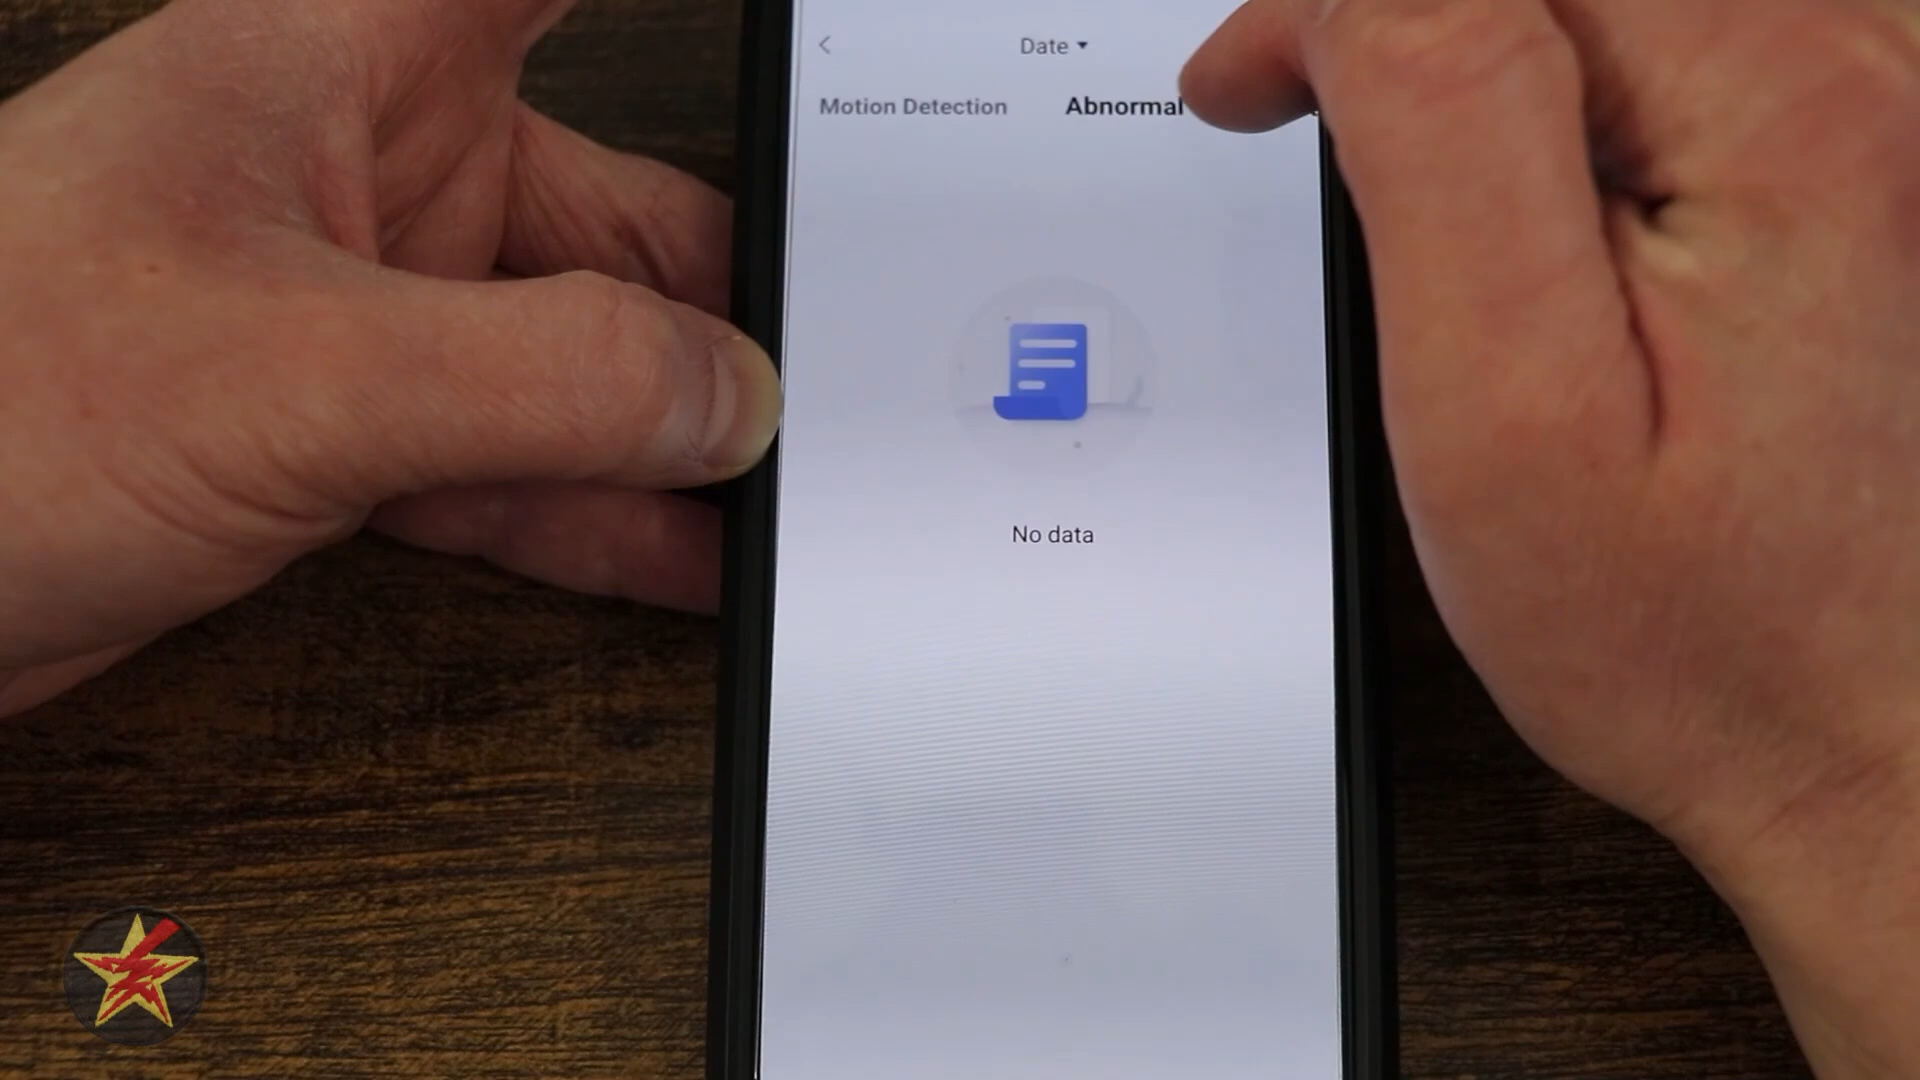 Date
Motion Detection
Abnormal
No data